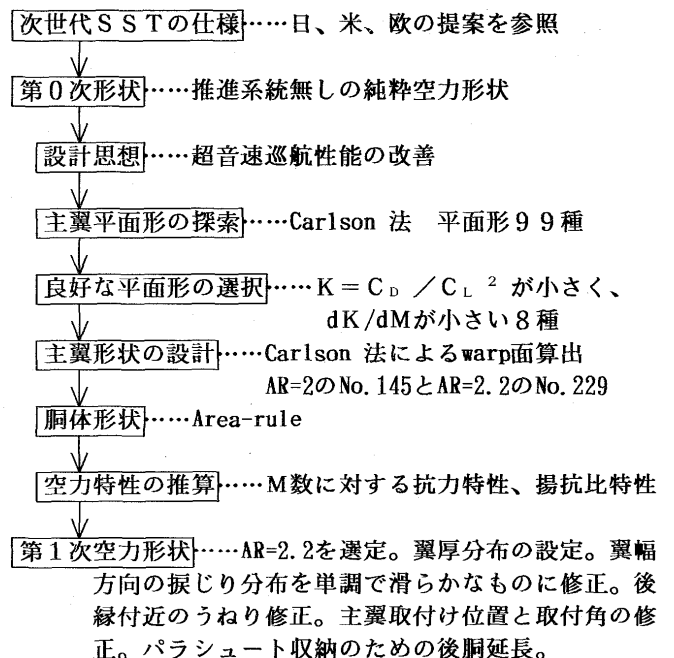 次世代ＳＳＴの仕様……日、米、欧の提案を参照
第０次形状……推進系統無しの純粋空力形状
設計思想……超音速巡航性能の改善
主翼平面形の探索……Carlson 法　平面形９９種
良好な平面形の選択……Ｋ＝Ｃ_D ／Ｃ_L ² が小さく、
dK/dMが小さい８種
主翼形状の設計……Carlson 法によるwarp面算出
AR=2のNo.145とAR=2.2のNo.229
胴体形状……Area-rule
空力特性の推算……Ｍ数に対する抗力特性、揚抗比特性
第１次空力形状……AR=2.2を選定。翼厚分布の設定。翼幅
方向の捩じり分布を単調で滑らかなものに修正。後
縁付近のうねり修正。主翼取付け位置と取付角の修
正。パラシュート収納のための後胴延長。